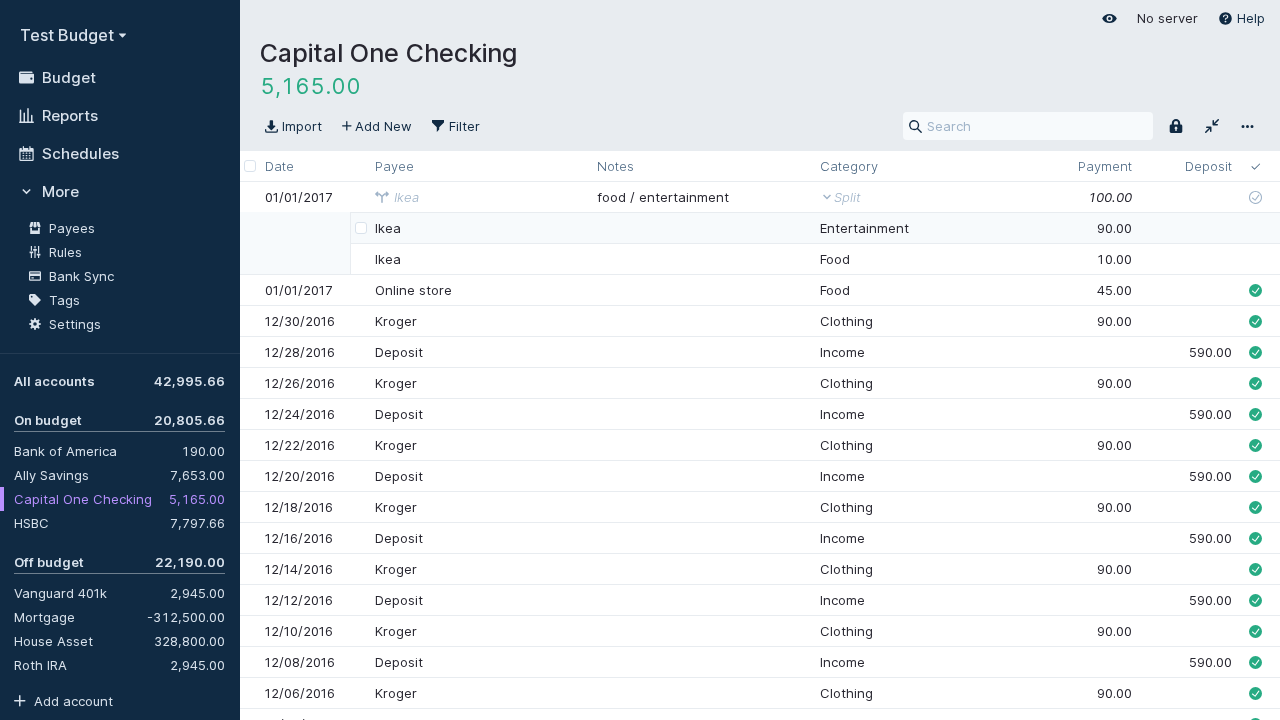 Test Budget
Budget
Reports
Schedules
More
Payees
Rules
Bank Sync
Tags
Settings
All accounts 42,995.66
On budget 20,805.66
Bank of America 190.00
Ally Savings 7,653.00
Capital One Checking 5,165.00
HSBC 7,797.66
Off budget 22,190.00
Vanguard 401k 2,945.00
Mortgage -312,500.00
House Asset 328,800.00
Roth IRA 2,945.00
Add account
No server Help
Capital One Checking
5,165.00
Import Add New Filter Search
Date Payee Notes Category Payment Deposit
01/01/2017 Ikea food / entertainment Split 100.00
Ikea Entertainment 90.00
Ikea Food 10.00
01/01/2017 Online store Food 45.00
12/30/2016 Kroger Clothing 90.00
12/28/2016 Deposit Income 590.00
12/26/2016 Kroger Clothing 90.00
12/24/2016 Deposit Income 590.00
12/22/2016 Kroger Clothing 90.00
12/20/2016 Deposit Income 590.00
12/18/2016 Kroger Clothing 90.00
12/16/2016 Deposit Income 590.00
12/14/2016 Kroger Clothing 90.00
12/12/2016 Deposit Income 590.00
12/10/2016 Kroger Clothing 90.00
12/08/2016 Deposit Income 590.00
12/06/2016 Kroger Clothing 90.00